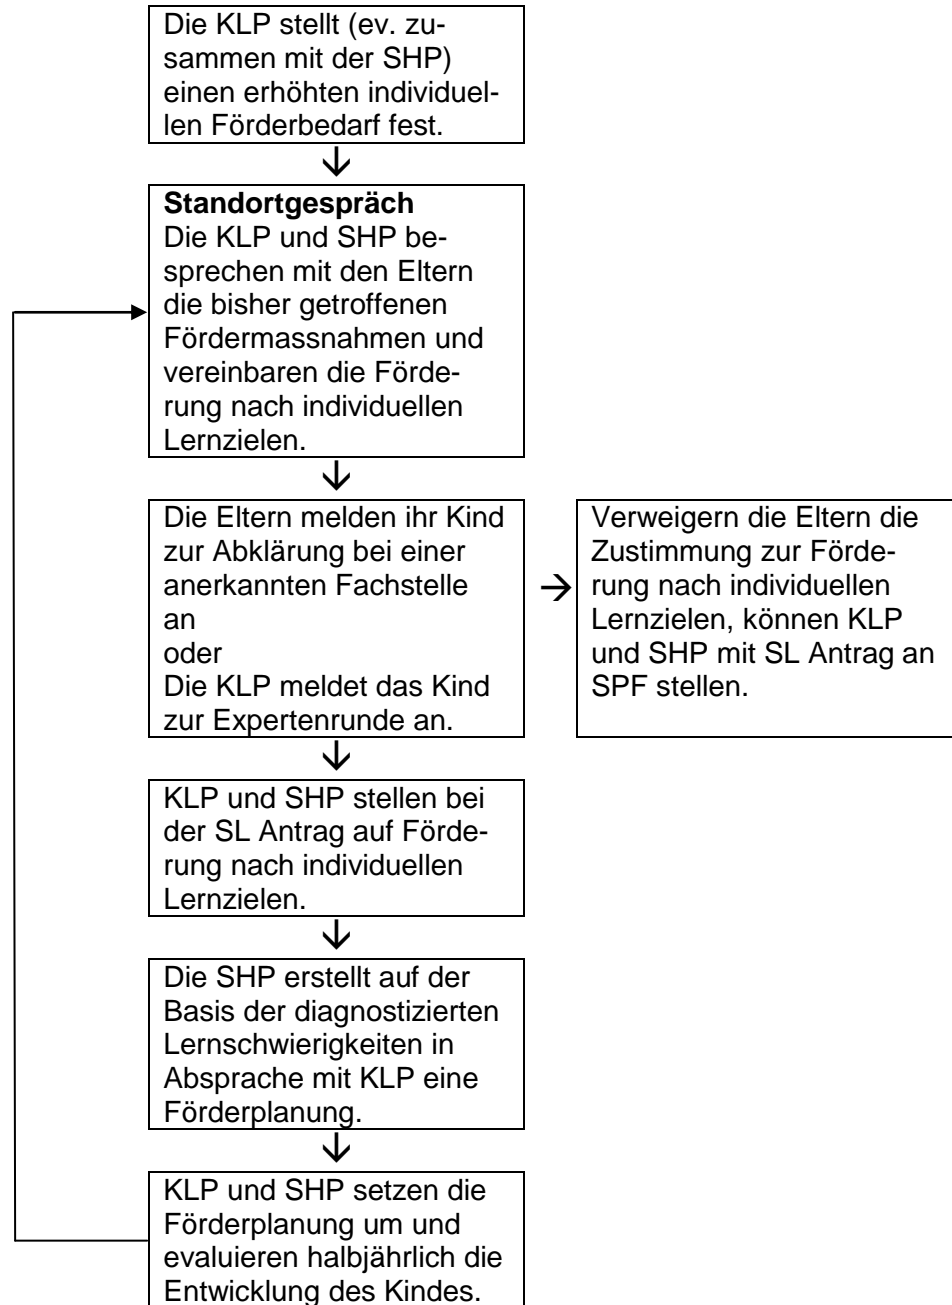 Die KLP stellt (ev. zu-
sammen mit der SHP)
einen erhöhten individuel-
len Förderbedarf fest.
Standortgespräch
Die KLP und SHP be-
sprechen mit den Eltern
die bisher getroffenen
Fördermassnahmen und
vereinbaren die Förde-
rung nach individuellen
Lernzielen.
Die Eltern melden ihr Kind
zur Abklärung bei einer
anerkannten Fachstelle
an
oder
Die KLP meldet das Kind
zur Expertenrunde an.
Verweigern die Eltern die
Zustimmung zur Förde-
rung nach individuellen
Lernzielen, können KLP
und SHP mit SL Antrag an
SPF stellen.
KLP und SHP stellen bei
der SL Antrag auf Förde-
rung nach individuellen
Lernzielen.
Die SHP erstellt auf der
Basis der diagnostizierten
Lernschwierigkeiten in
Absprache mit KLP eine
Förderplanung.
KLP und SHP setzen die
Förderplanung um und
evaluieren halbjährlich die
Entwicklung des Kindes.